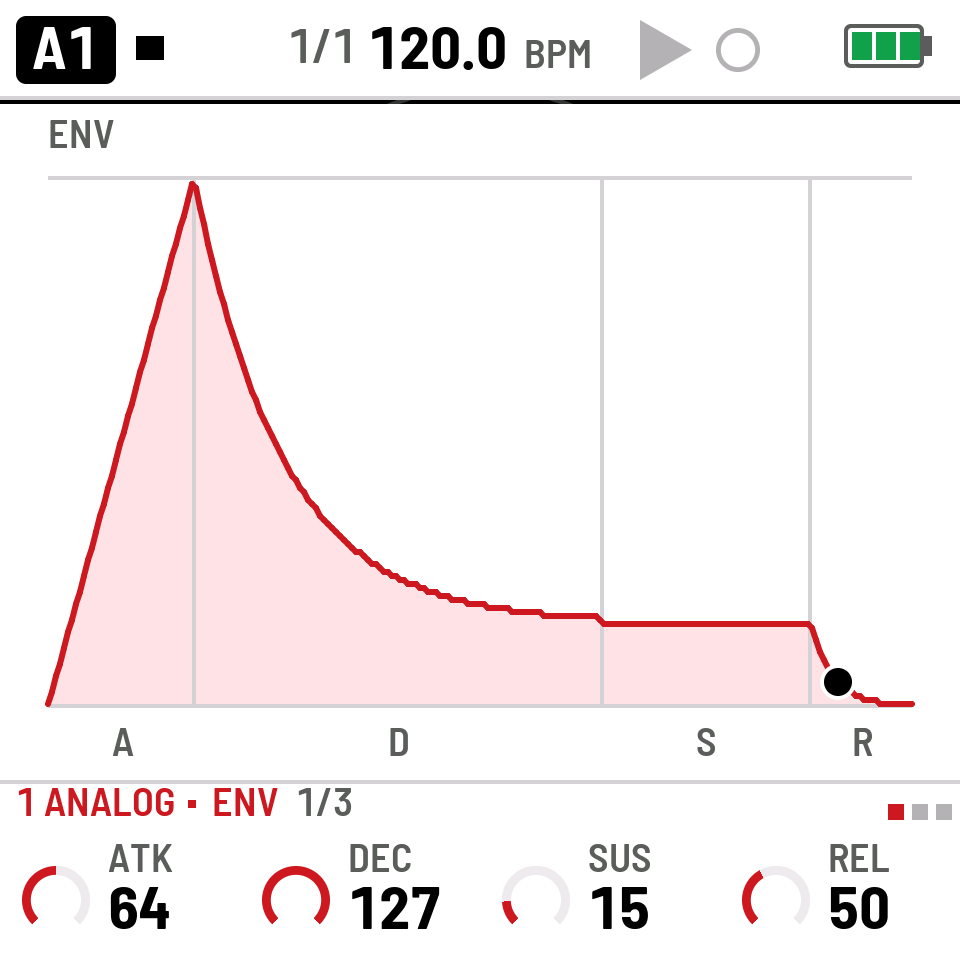 A1 1/1 120.0 BPM
ENV
A D S R
1 ANALOG · ENV 1/3
ATK DEC SUS REL
64 127 15 50